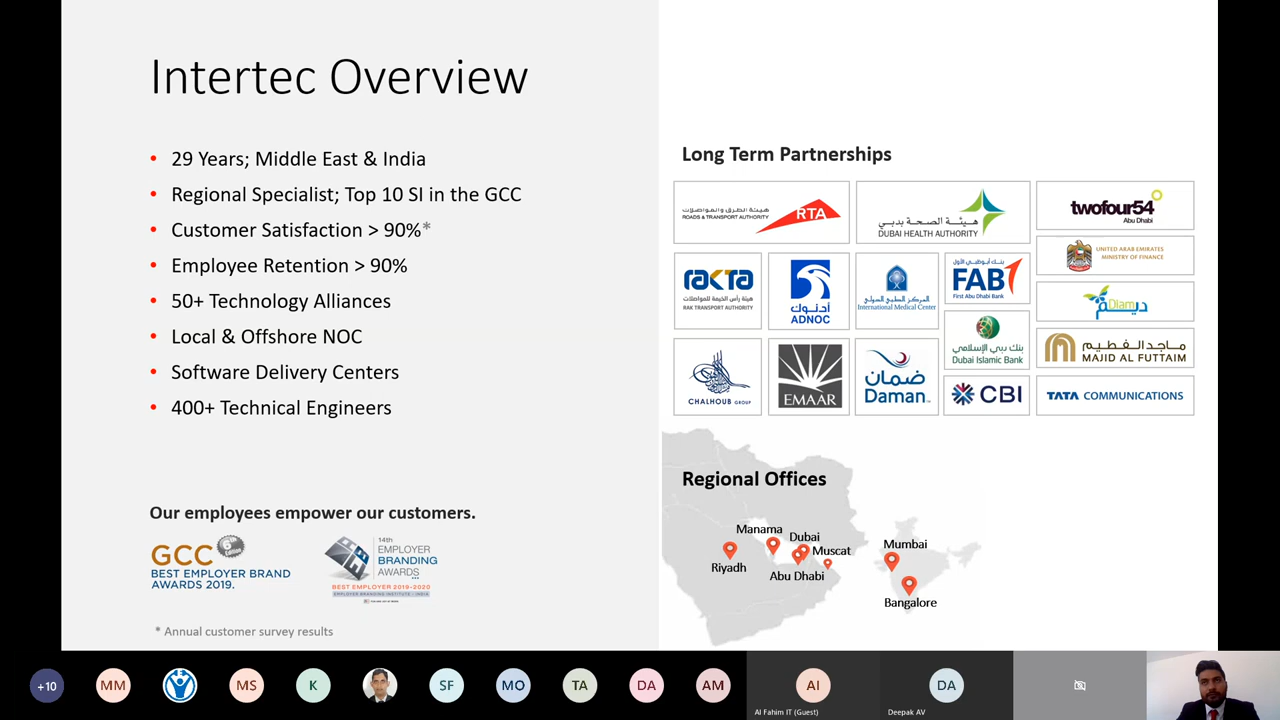 Intertec Overview
• 29 Years; Middle East & India
• Regional Specialist; Top 10 SI in the GCC
• Customer Satisfaction > 90%*
• Employee Retention > 90%
• 50+ Technology Alliances
• Local & Offshore NOC
• Software Delivery Centers
• 400+ Technical Engineers
Our employees empower our customers.
GCC
BEST EMPLOYER BRAND
AWARDS 2019.
14th
EMPLOYER
BRANDING
AWARDS
BEST EMPLOYER 2019-2020
EMPLOYER BRANDING INSTITUTE - INDIA
* Annual customer survey results
Long Term Partnerships
هيئة الطرق و المواصلات
ROADS & TRANSPORT AUTHORITY
RTA
هيئة الصحة بدبي
DUBAI HEALTH AUTHORITY
twofour54
Abu Dhabi
UNITED ARAB EMIRATES
MINISTRY OF FINANCE
rakta
هيئة رأس الخيمة للمواصلات
RAK TRANSPORT AUTHORITY
أدنوك
ADNOC
المركز الطبي الدولي
International Medical Center
بنك أبوظبي الأول
FAB
First Abu Dhabi Bank
Diam
ديم
بنك دبي الإسلامي
Dubai Islamic Bank
ماجد الفطيم
MAJID AL FUTTAIM
CHALHOUB GROUP
EMAAR
ضمان
Daman
CBI
TATA COMMUNICATIONS
Regional Offices
Manama
Dubai
Muscat
Riyadh
Abu Dhabi
Mumbai
Bangalore
+10
MM
MS
K
SF
MO
TA
DA
AM
AI
Al Fahim IT (Guest)
DA
Deepak AV